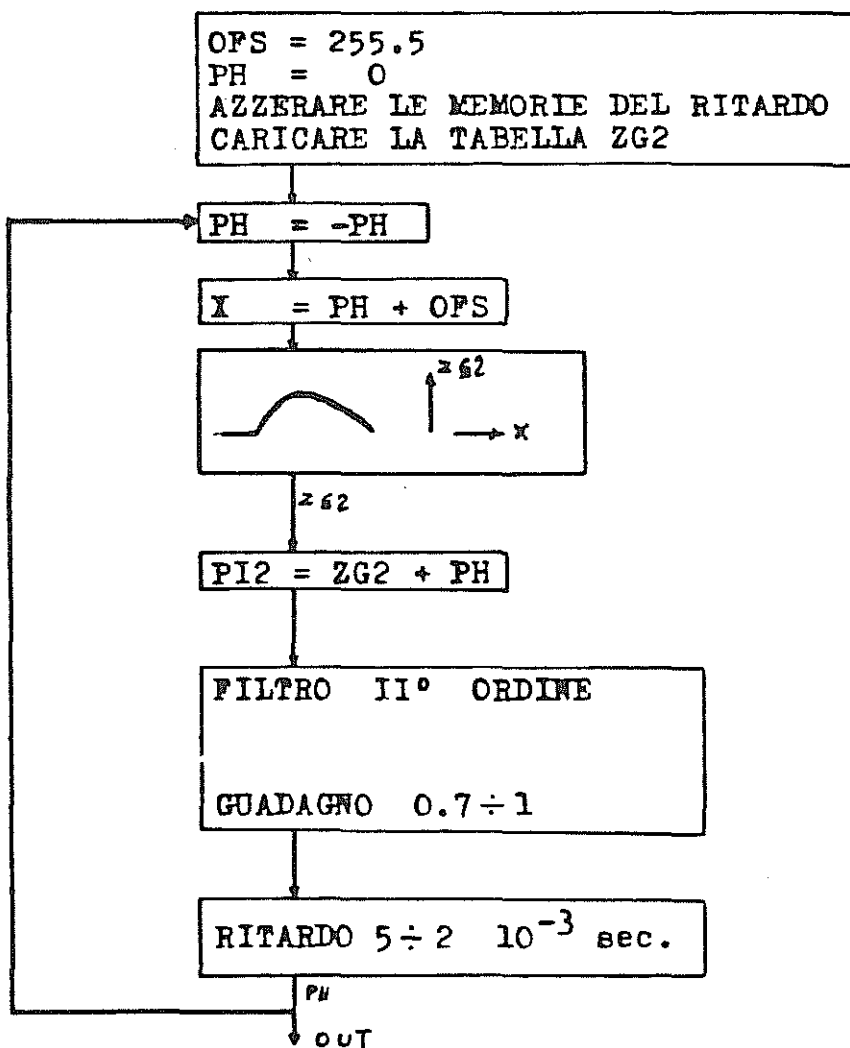 OFS = 255.5
PH = 0
AZZERARE LE MEMORIE DEL RITARDO
CARICARE LA TABELLA ZG2
PH = -PH
X = PH + OFS
ZG2
X
ZG2
PI2 = ZG2 + PH
FILTRO II° ORDINE
GUADAGNO 0.7÷1
RITARDO 5÷2 10⁻³ sec.
PH
OUT